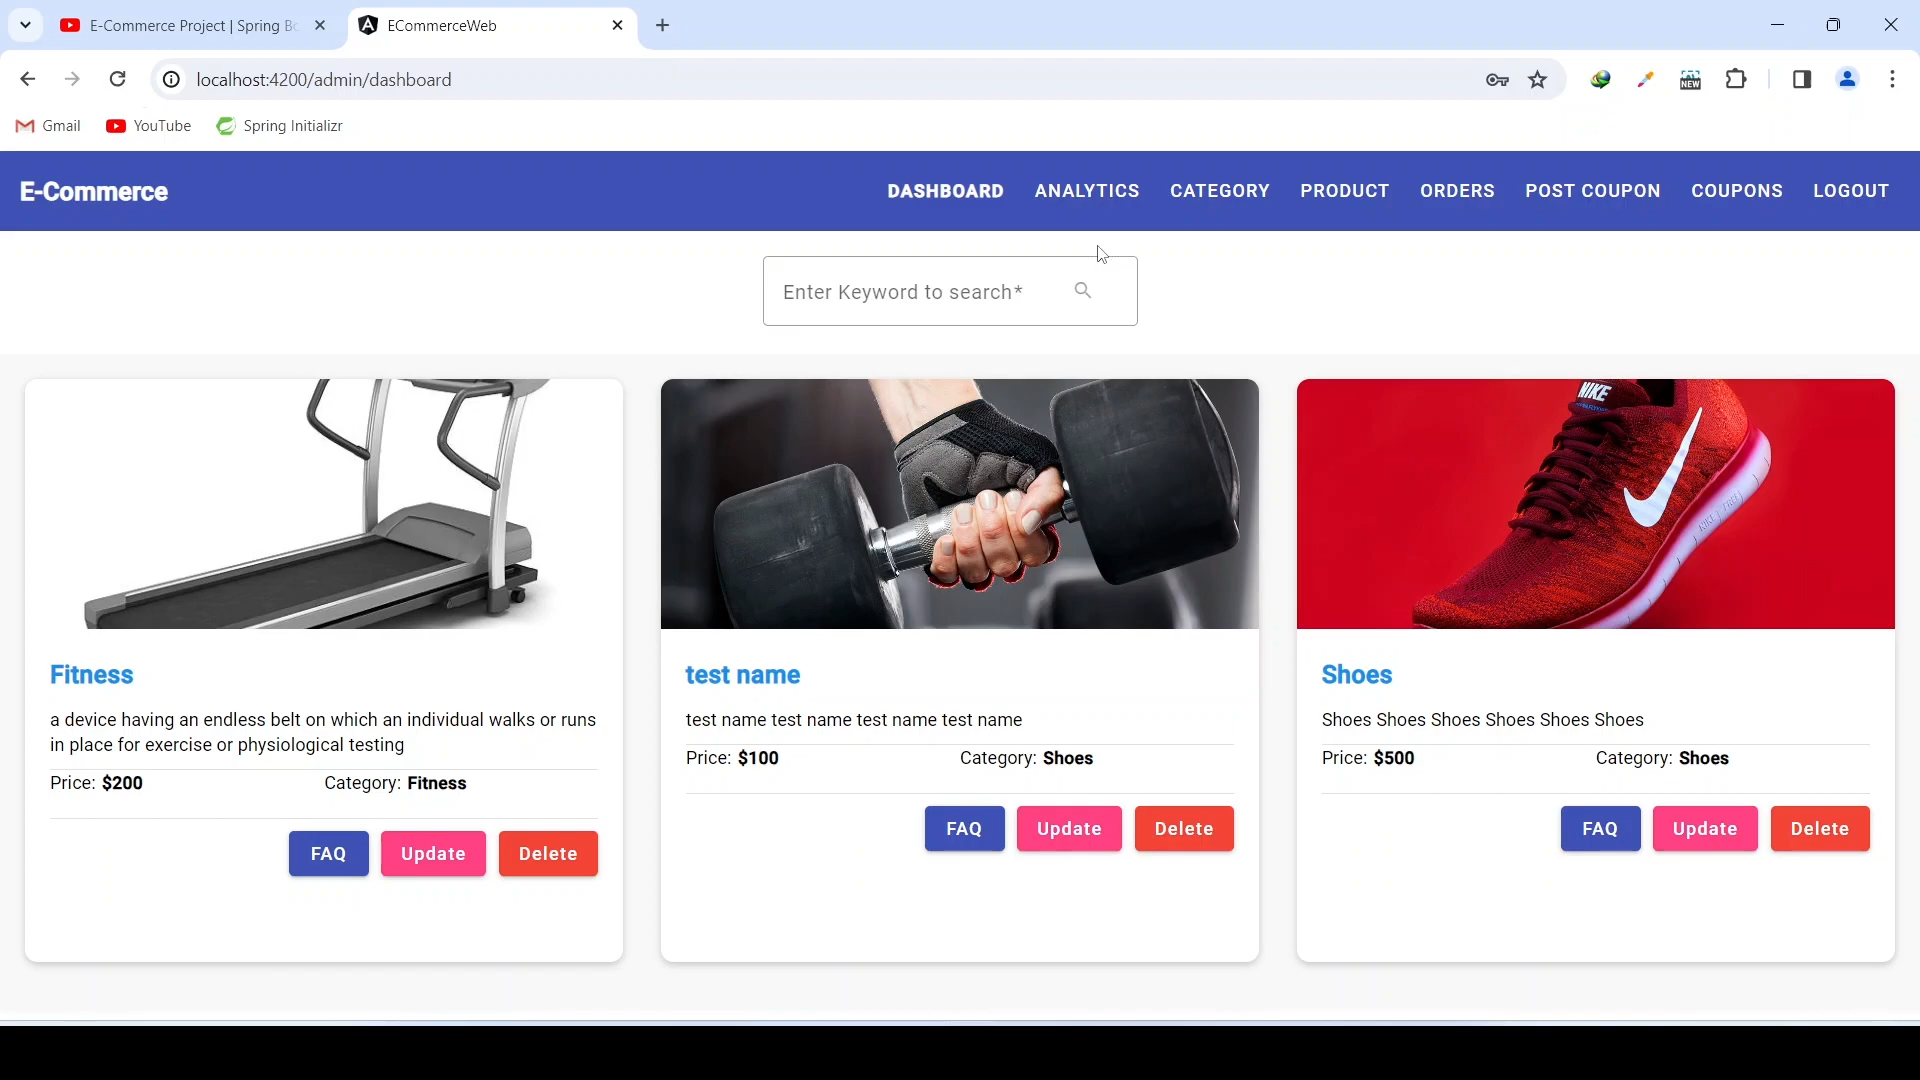 E-Commerce Project | Spring Bo
ECommerceWeb
localhost:4200/admin/dashboard
NEW
Gmail
YouTube
Spring Initializr
E-Commerce
DASHBOARD ANALYTICS CATEGORY PRODUCT ORDERS POST COUPON COUPONS LOGOUT
Enter Keyword to search*
NIKE
Fitness
a device having an endless belt on which an individual walks or runs
in place for exercise or physiological testing
Price: $200 Category: Fitness
FAQ Update Delete
test name
test name test name test name test name
Price: $100 Category: Shoes
FAQ Update Delete
Shoes
Shoes Shoes Shoes Shoes Shoes Shoes
Price: $500 Category: Shoes
FAQ Update Delete